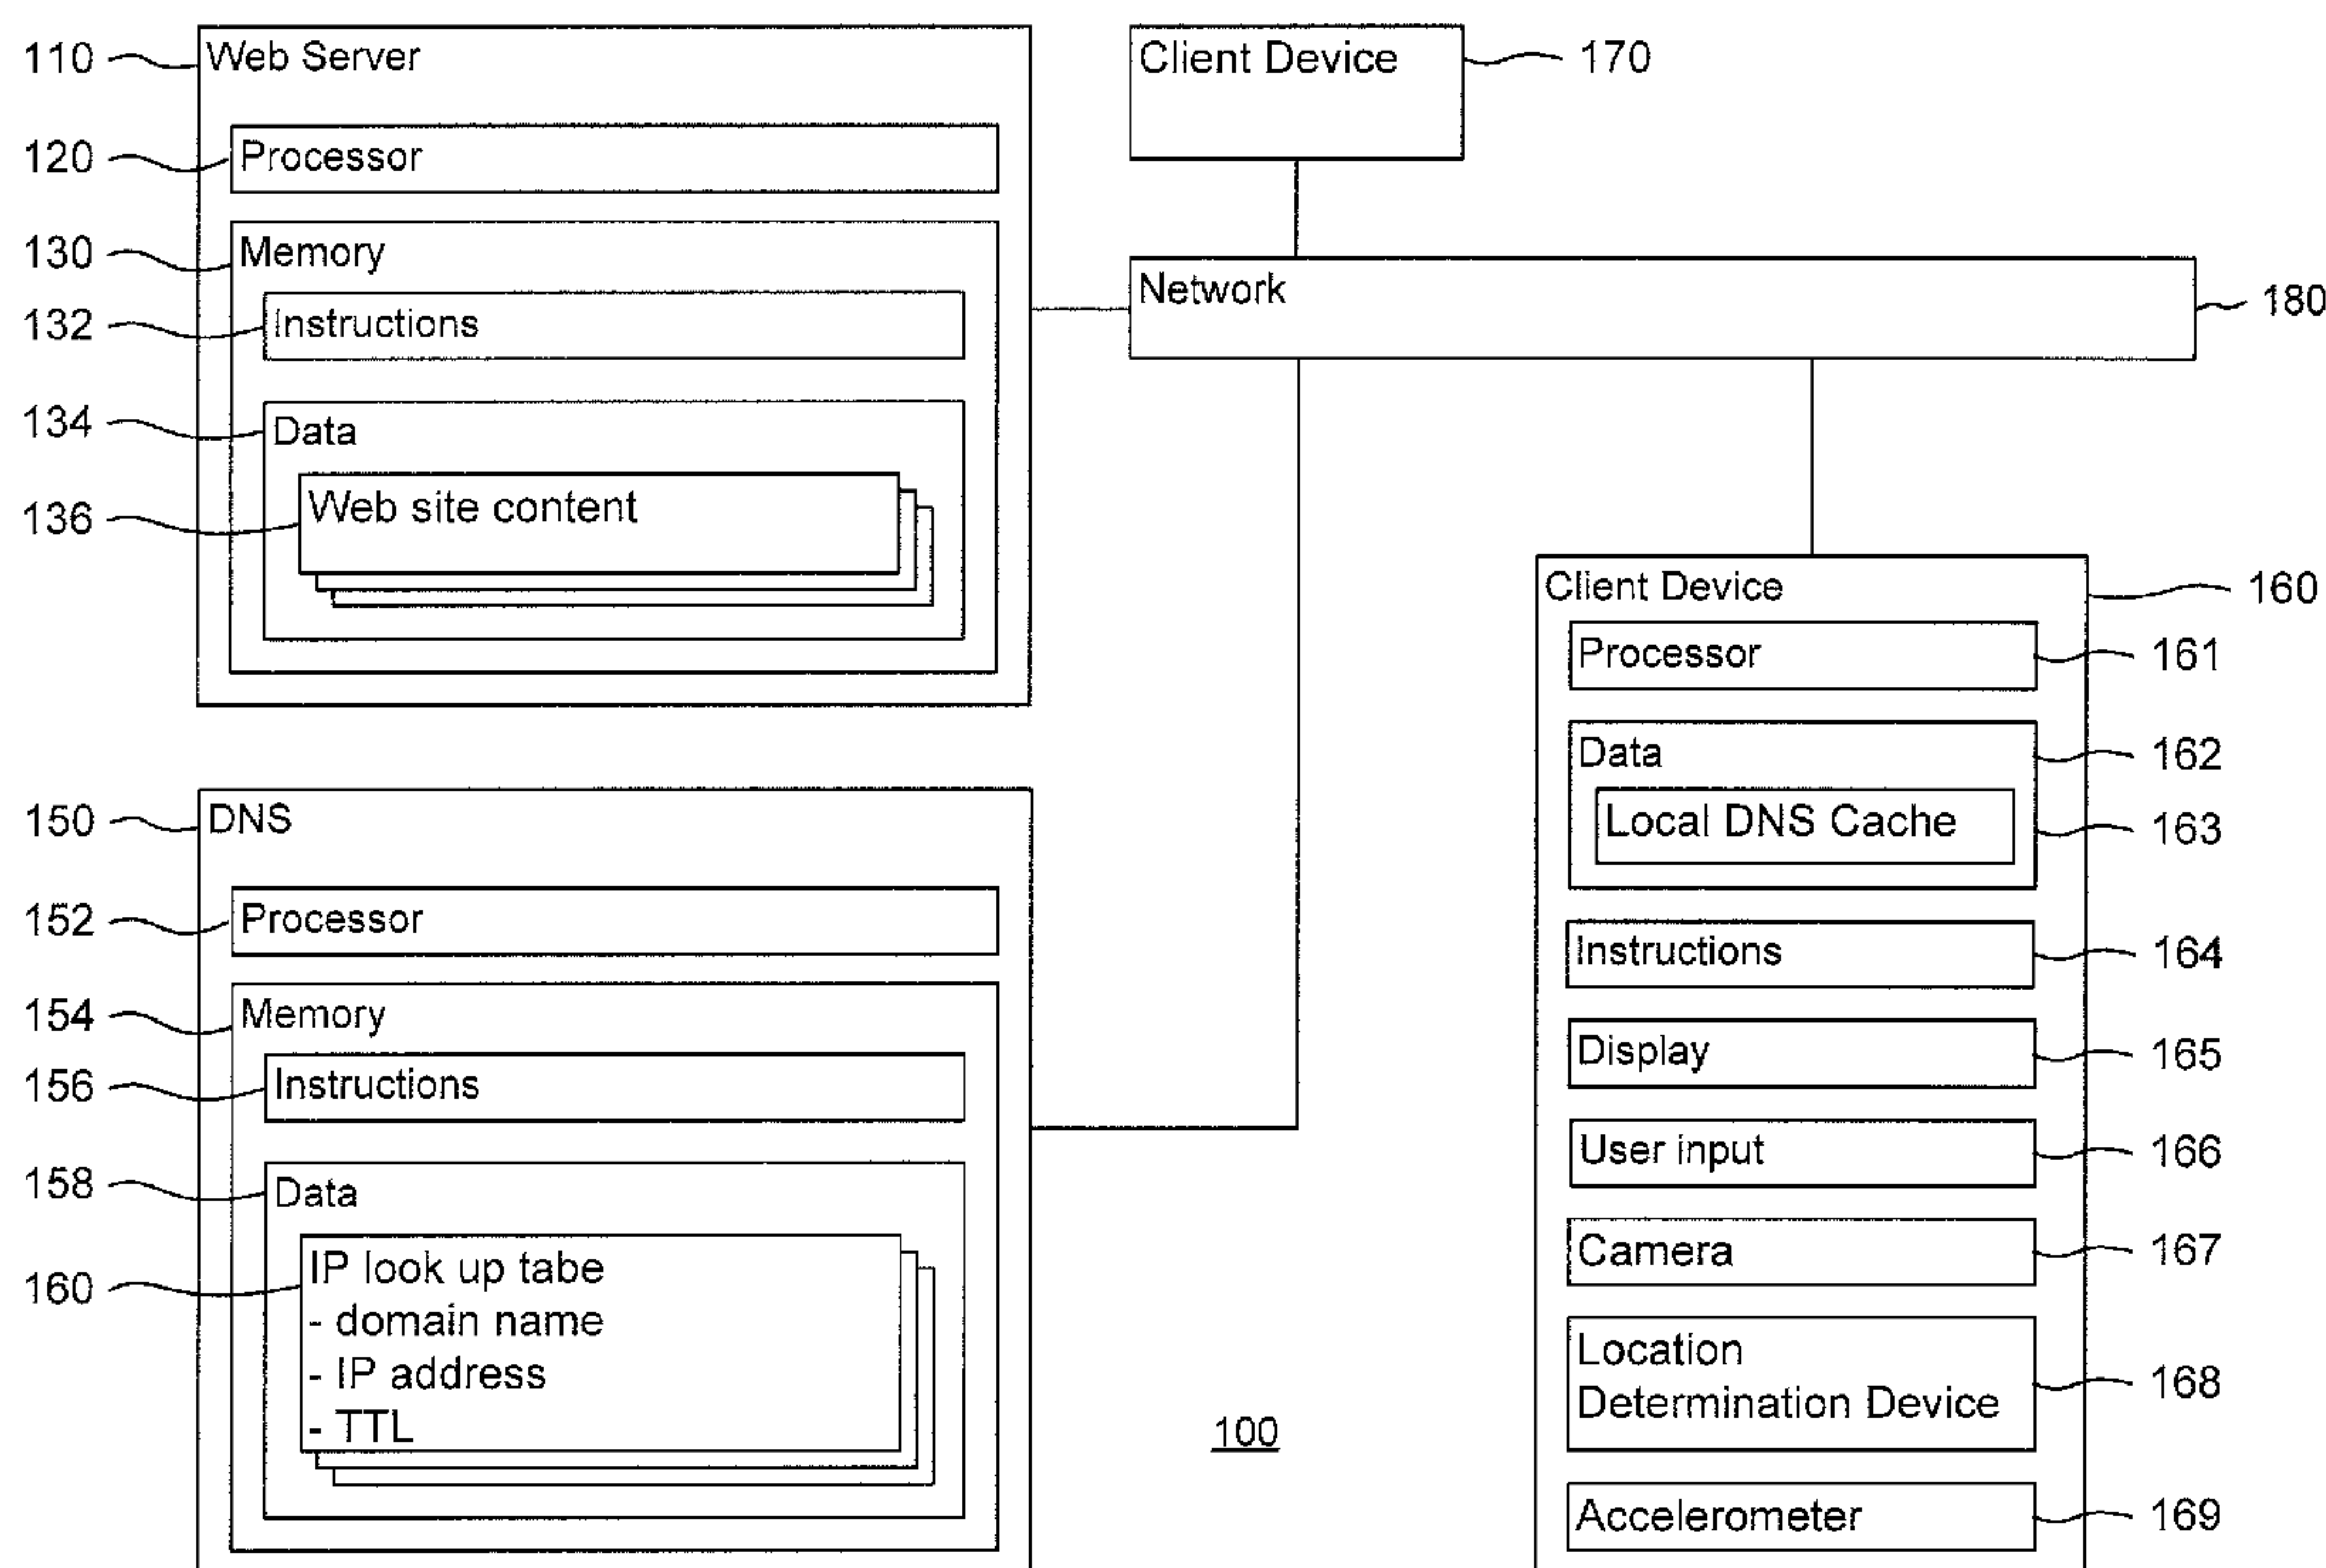 110 Web Server
120 Processor
130 Memory
132 Instructions
134 Data
136 Web site content
Client Device 170
Network 180
150 DNS
152 Processor
154 Memory
156 Instructions
158 Data
160 IP look up tabe
- domain name
- IP address
- TTL
100
Client Device 160
Processor 161
Data 162
Local DNS Cache 163
Instructions 164
Display 165
User input 166
Camera 167
Location
Determination Device 168
Accelerometer 169